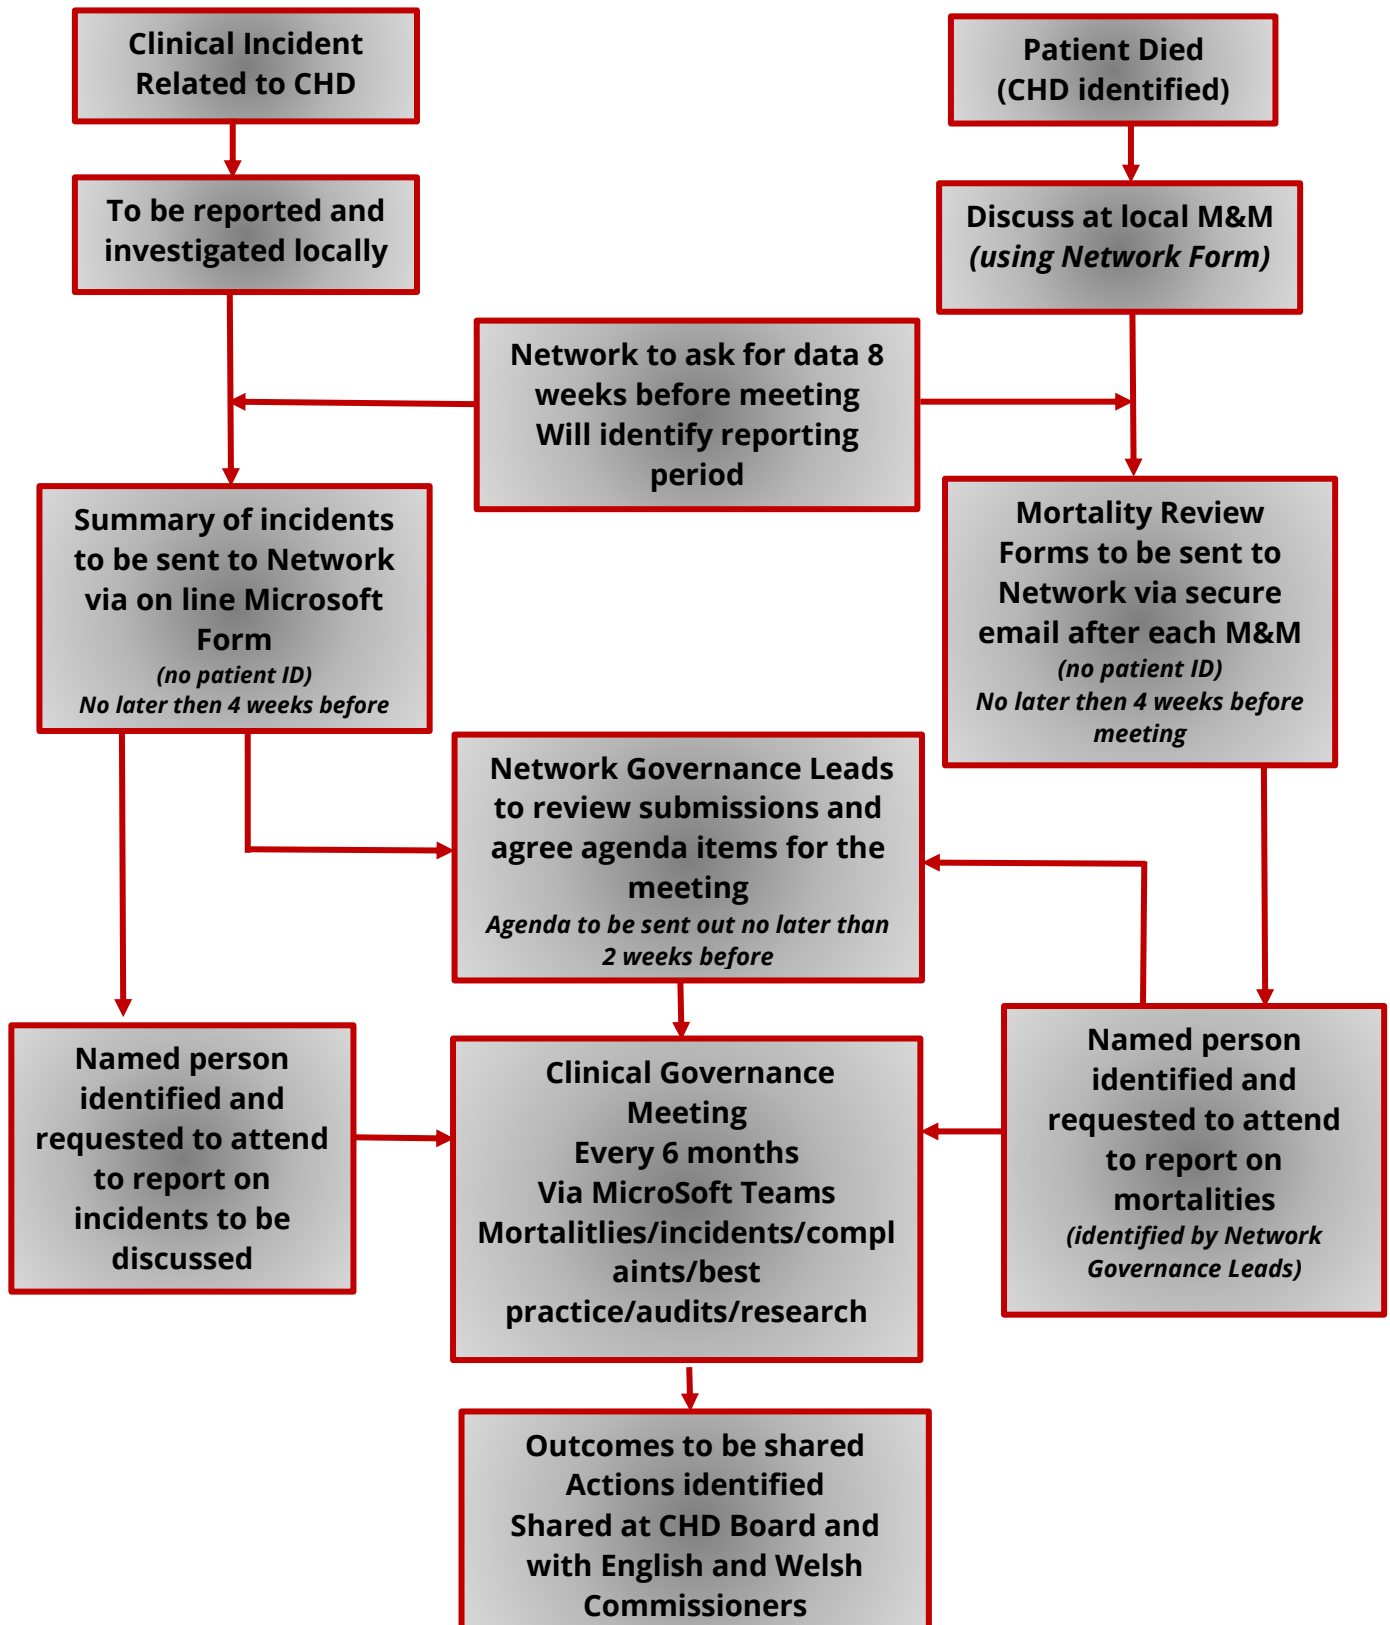 Clinical Incident
Related to CHD
Patient Died
(CHD identified)
To be reported and
investigated locally
Discuss at local M&M
(using Network Form)
Network to ask for data 8
weeks before meeting
Will identify reporting
period
Summary of incidents
to be sent to Network
via on line Microsoft
Form
(no patient ID)
No later then 4 weeks before
Mortality Review
Forms to be sent to
Network via secure
email after each M&M
(no patient ID)
No later then 4 weeks before
meeting
Network Governance Leads
to review submissions and
agree agenda items for the
meeting
Agenda to be sent out no later than
2 weeks before
Named person
identified and
requested to attend
to report on
incidents to be
discussed
Clinical Governance
Meeting
Every 6 months
Via MicroSoft Teams
Mortalitlies/incidents/compl
aints/best
practice/audits/research
Named person
identified and
requested to attend
to report on
mortalities
(identified by Network
Governance Leads)
Outcomes to be shared
Actions identified
Shared at CHD Board and
with English and Welsh
Commissioners